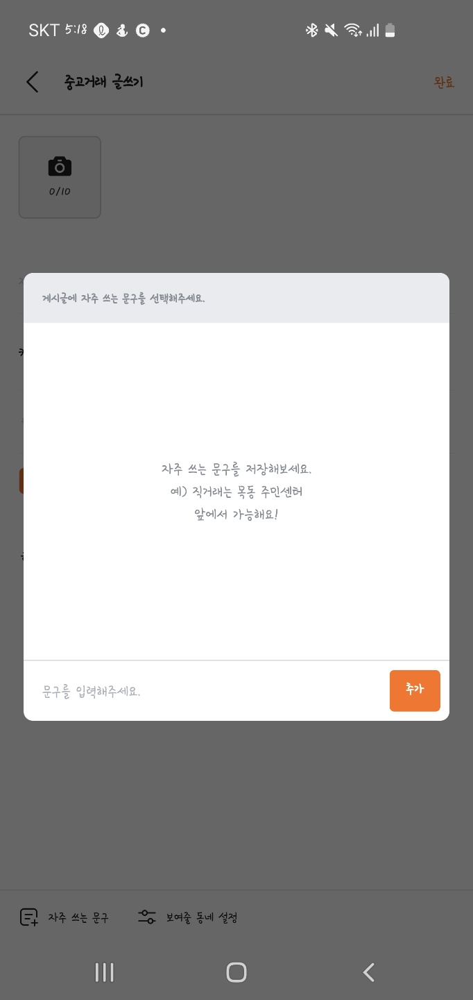 SKT 5:18
중고거래 글쓰기
완료
0/10
게시글에 자주 쓰는 문구를 선택해주세요.
자주 쓰는 문구를 저장해보세요.
예) 직거래는 목동 주민센터
앞에서 가능해요!
문구를 입력해주세요.
추가
자주 쓰는 문구
보여줄 동네 설정